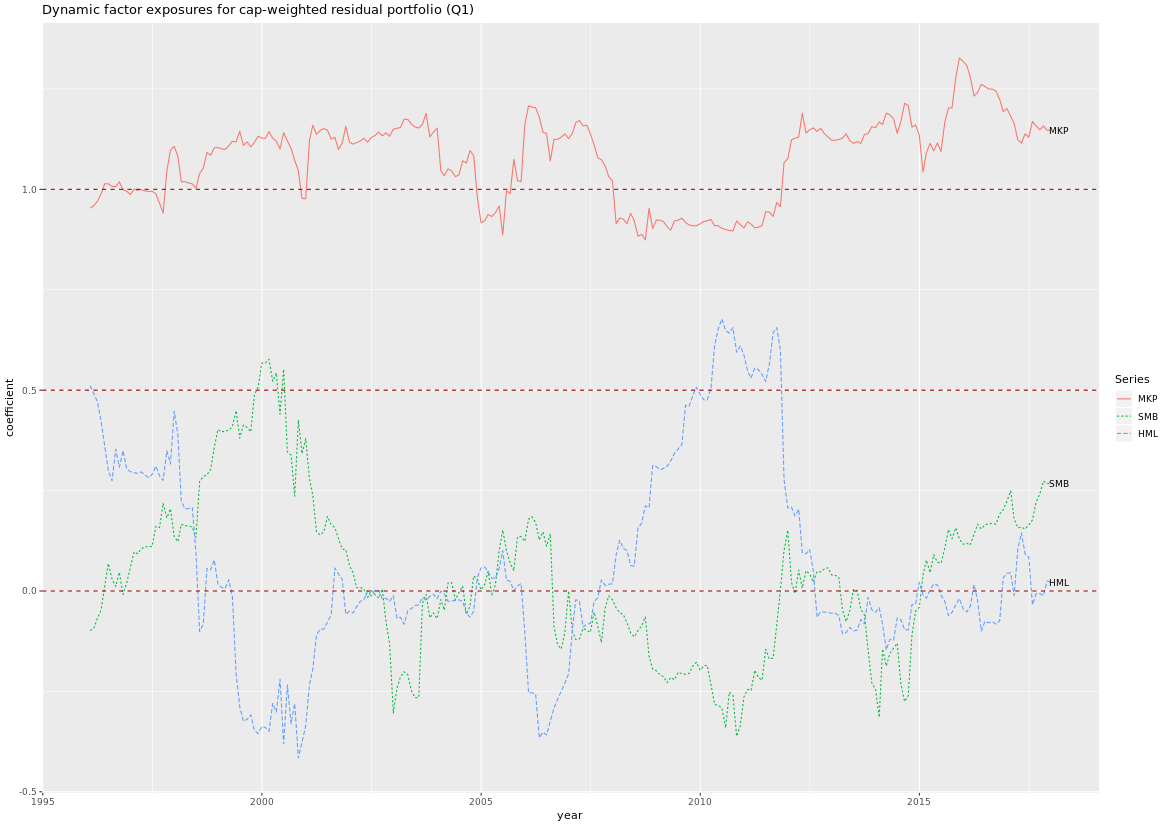 Dynamic factor exposures for cap-weighted residual portfolio (Q1)
coefficient
1.0
0.5
0.0
-0.5
MKP
SMB
HML
1995
2000
2005
2010
2015
year
Series
MKP
SMB
HML